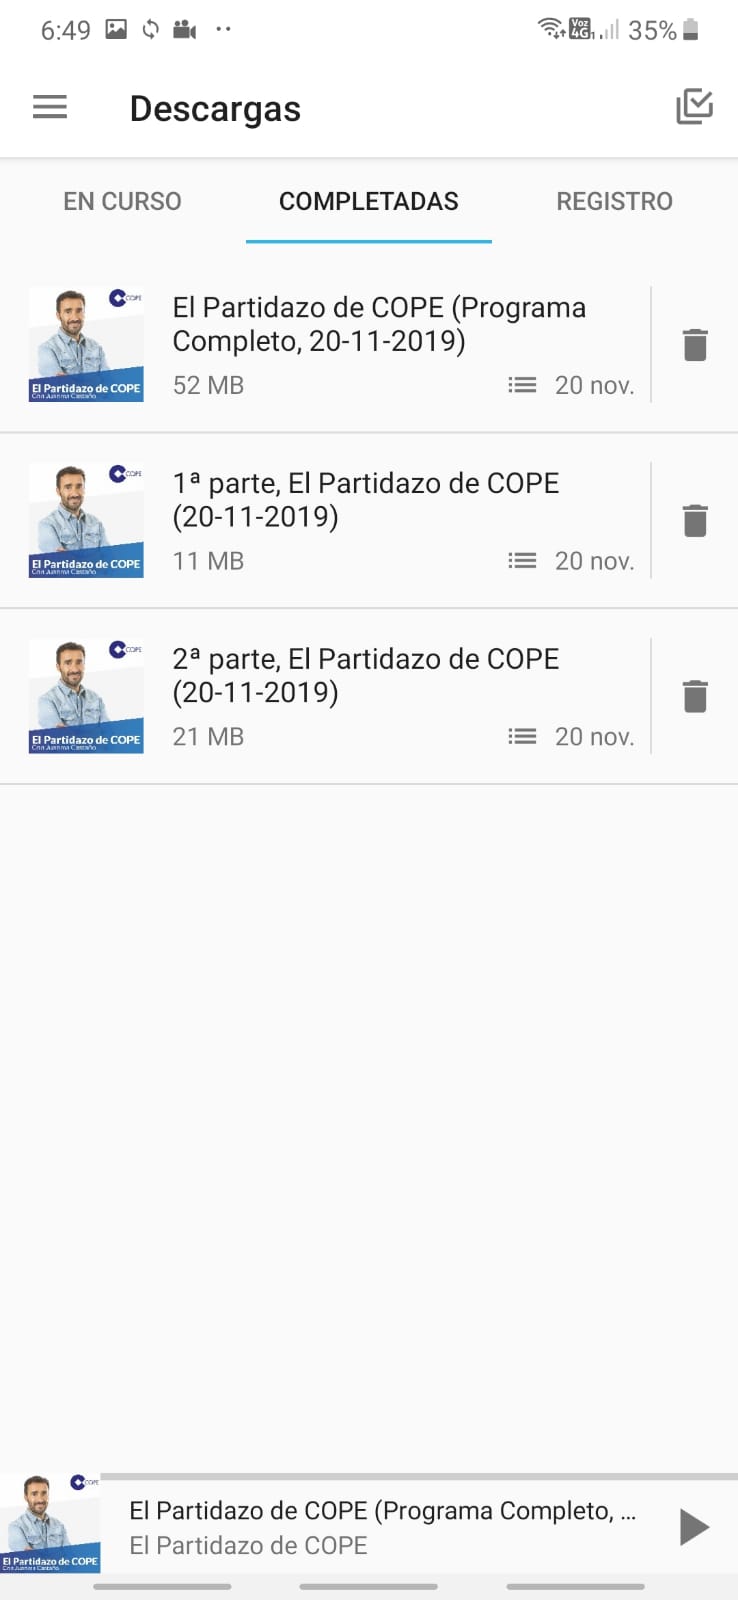 6:49
Voz 4G 1 35%
Descargas
EN CURSO COMPLETADAS REGISTRO
COPE
El Partidazo de COPE
Con Juanma Castaño
El Partidazo de COPE (Programa
Completo, 20-11-2019)
52 MB 20 nov.
COPE
El Partidazo de COPE
Con Juanma Castaño
1ª parte, El Partidazo de COPE
(20-11-2019)
11 MB 20 nov.
COPE
El Partidazo de COPE
Con Juanma Castaño
2ª parte, El Partidazo de COPE
(20-11-2019)
21 MB 20 nov.
COPE
El Partidazo de COPE
Con Juanma Castaño
El Partidazo de COPE (Programa Completo, ...
El Partidazo de COPE